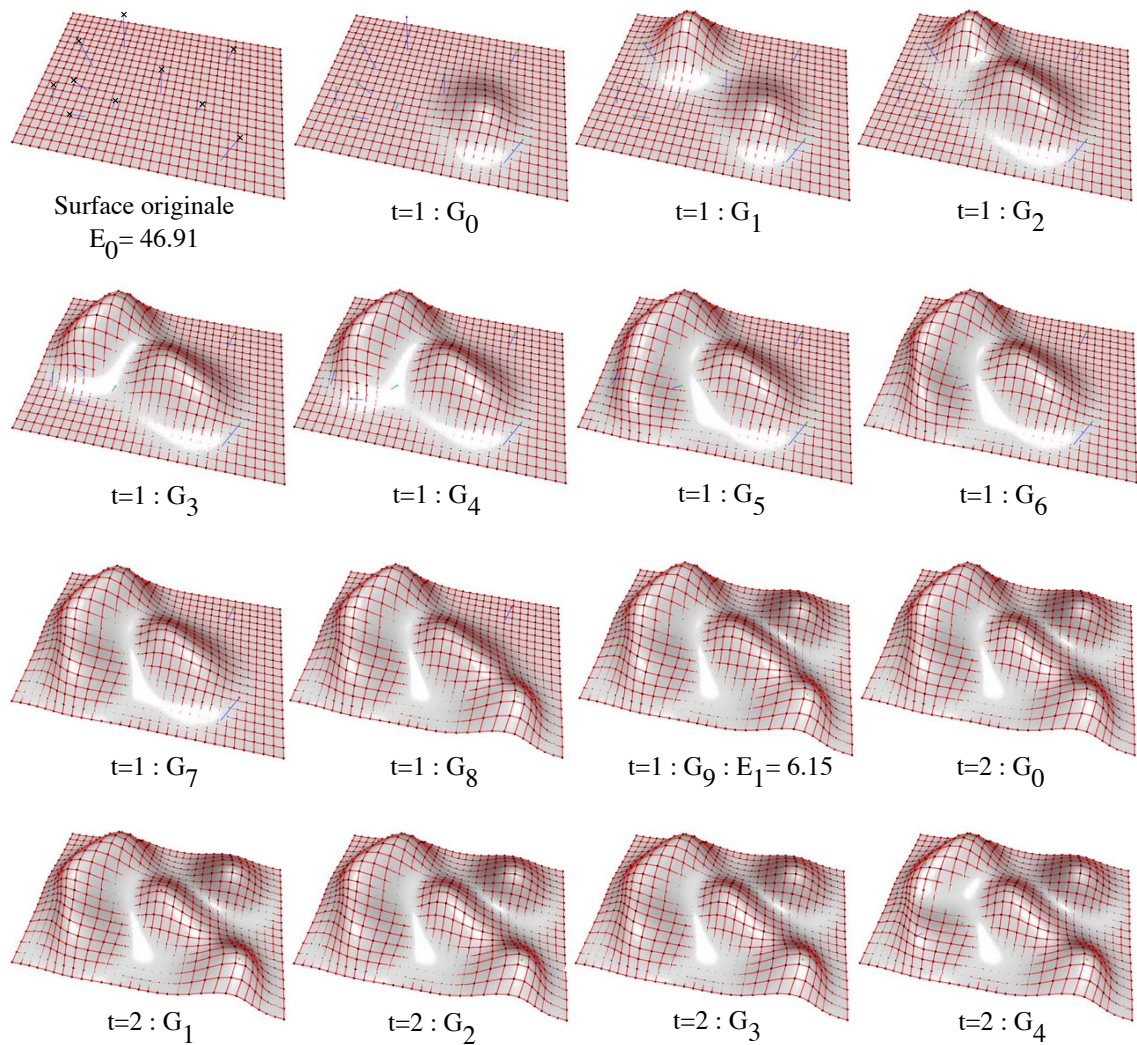 Surface originale
E0= 46.91
t=1 : G0
t=1 : G1
t=1 : G2
t=1 : G3
t=1 : G4
t=1 : G5
t=1 : G6
t=1 : G7
t=1 : G8
t=1 : G9 : E1= 6.15
t=2 : G0
t=2 : G1
t=2 : G2
t=2 : G3
t=2 : G4